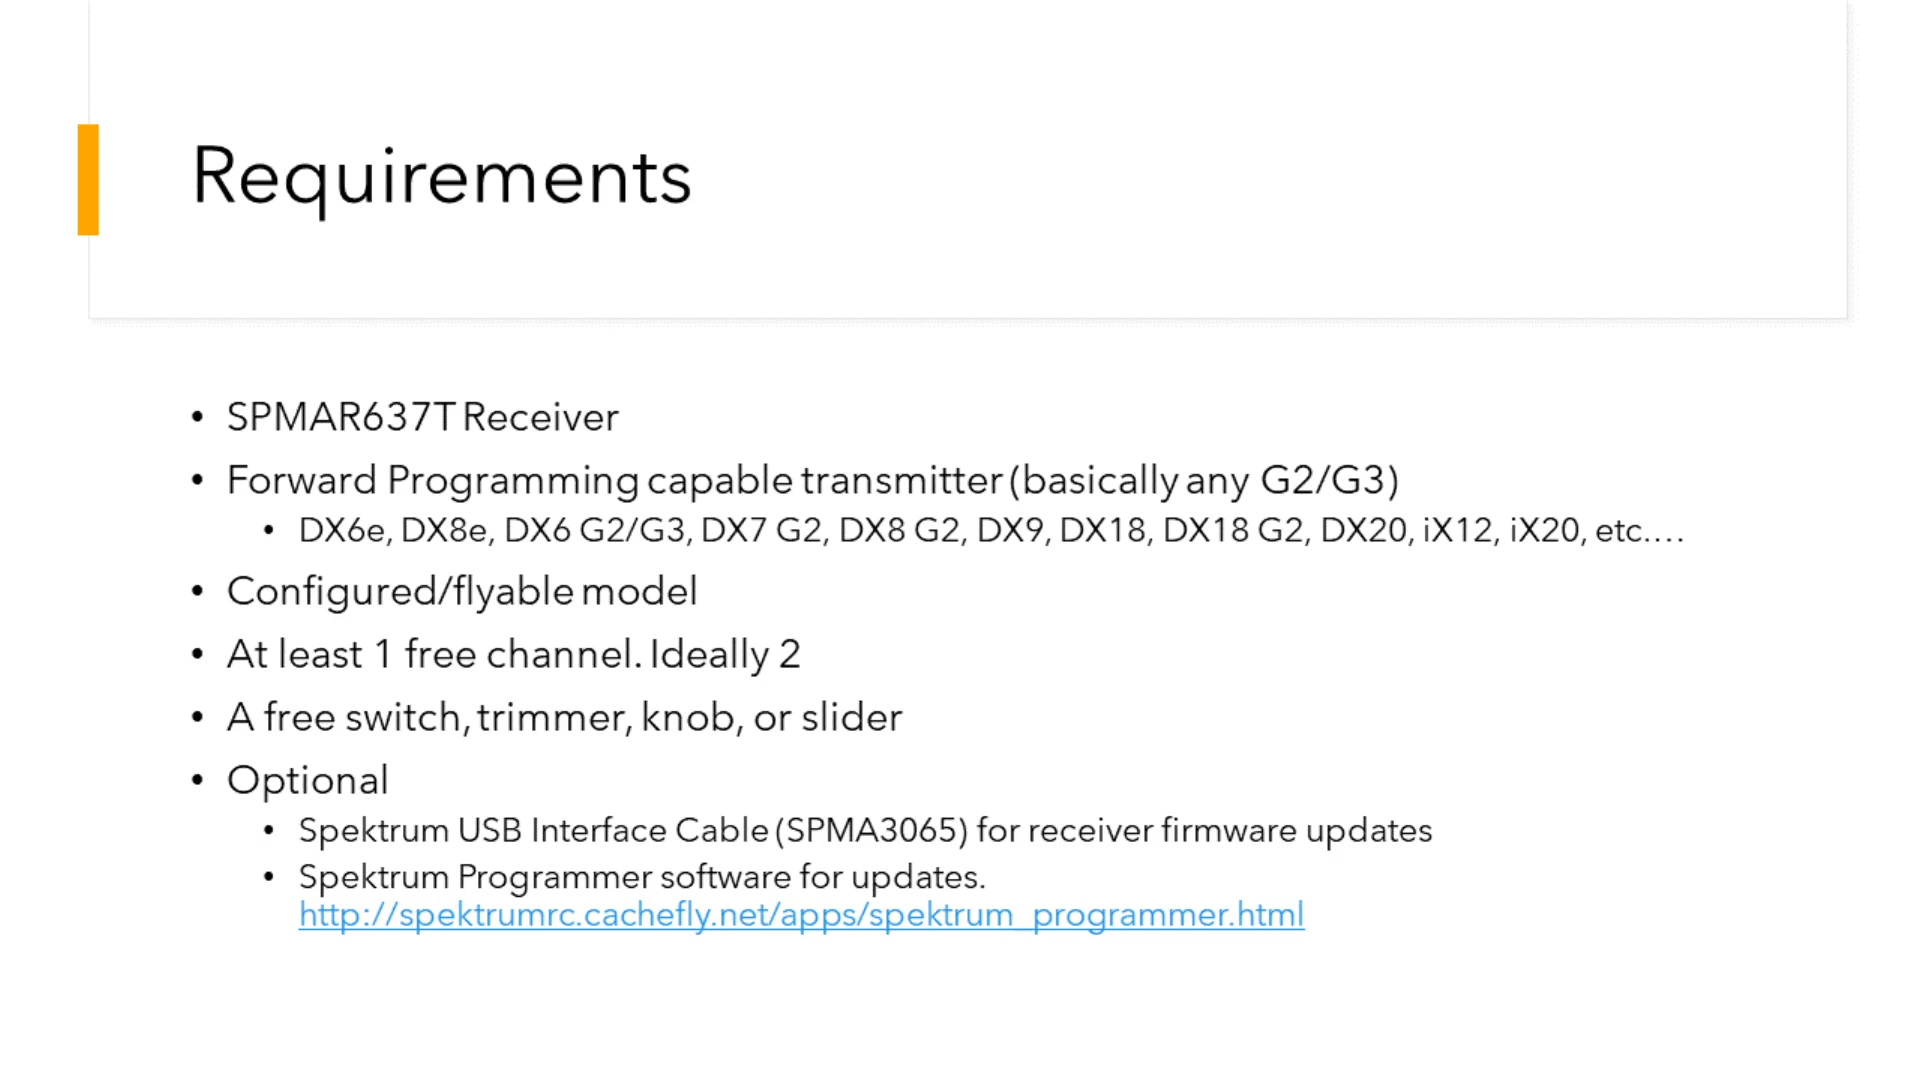 Requirements
• SPMAR637T Receiver
• Forward Programming capable transmitter (basically any G2/G3)
• DX6e, DX8e, DX6 G2/G3, DX7 G2, DX8 G2, DX9, DX18, DX18 G2, DX20, iX12, iX20, etc.…
• Configured/flyable model
• At least 1 free channel. Ideally 2
• A free switch, trimmer, knob, or slider
• Optional
• Spektrum USB Interface Cable (SPMA3065) for receiver firmware updates
• Spektrum Programmer software for updates.
http://spektrumrc.cachefly.net/apps/spektrum_programmer.html